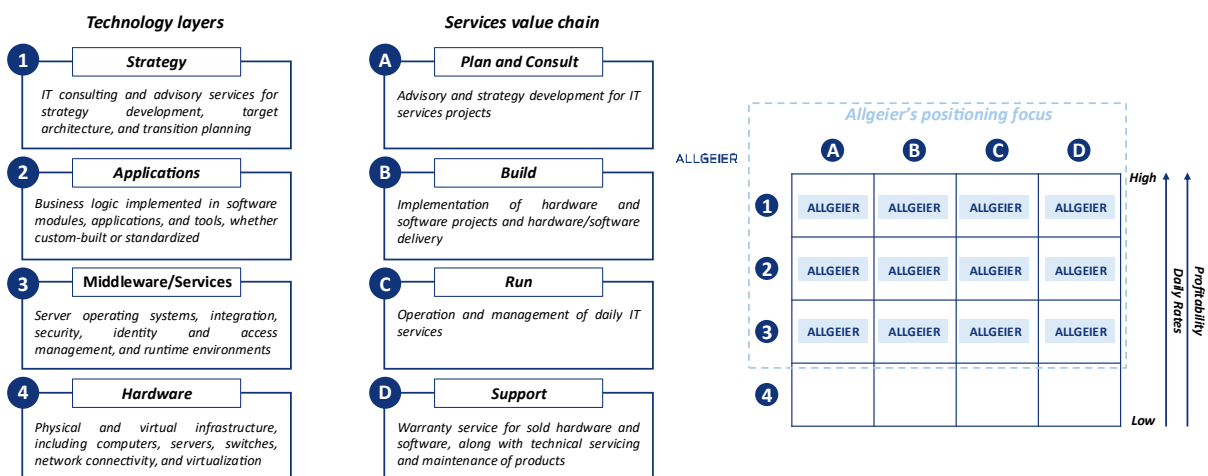 Technology layers
1
Strategy
IT consulting and advisory services for
strategy development, target
architecture, and transition planning
2
Applications
Business logic implemented in software
modules, applications, and tools, whether
custom-built or standardized
3
Middleware/Services
Server operating systems, integration,
security, identity and access
management, and runtime environments
4
Hardware
Physical and virtual infrastructure,
including computers, servers, switches,
network connectivity, and virtualization
Services value chain
A
Plan and Consult
Advisory and strategy development for IT
services projects
B
Build
Implementation of hardware and
software projects and hardware/software
delivery
C
Run
Operation and management of daily IT
services
D
Support
Warranty service for sold hardware and
software, along with technical servicing
and maintenance of products
ALLGEIER
Allgeier's positioning focus
A B C D
1 ALLGEIER ALLGEIER ALLGEIER ALLGEIER
2 ALLGEIER ALLGEIER ALLGEIER ALLGEIER
3 ALLGEIER ALLGEIER ALLGEIER ALLGEIER
4
High
Low
Daily Rates
Profitability